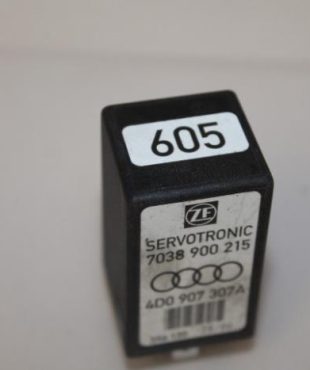 605
ZF
SERVOTRONIC
7038 900 215
4D0 907 307A